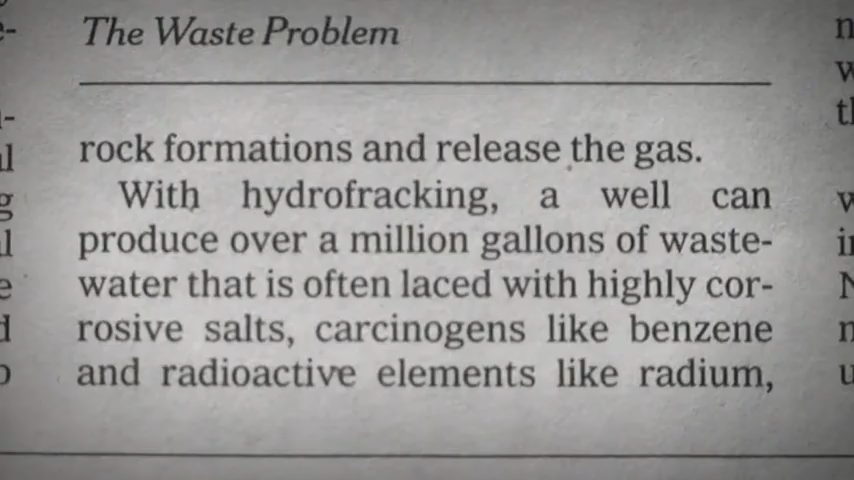 The Waste Problem
rock formations and release the gas.
With hydrofracking, a well can
produce over a million gallons of waste-
water that is often laced with highly cor-
rosive salts, carcinogens like benzene
and radioactive elements like radium,